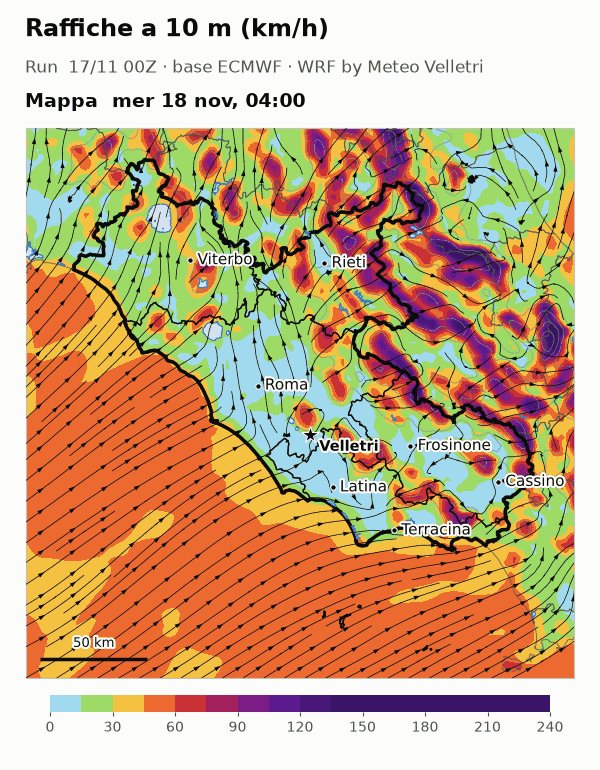 Raffiche a 10 m (km/h)
Run  17/11 00Z · base ECMWF · WRF by Meteo Velletri
Mappa  mer 18 nov, 04:00
Viterbo
Rieti
Roma
Velletri
Frosinone
Cassino
Latina
Terracina
50 km
0 30 60 90 120 150 180 210 240